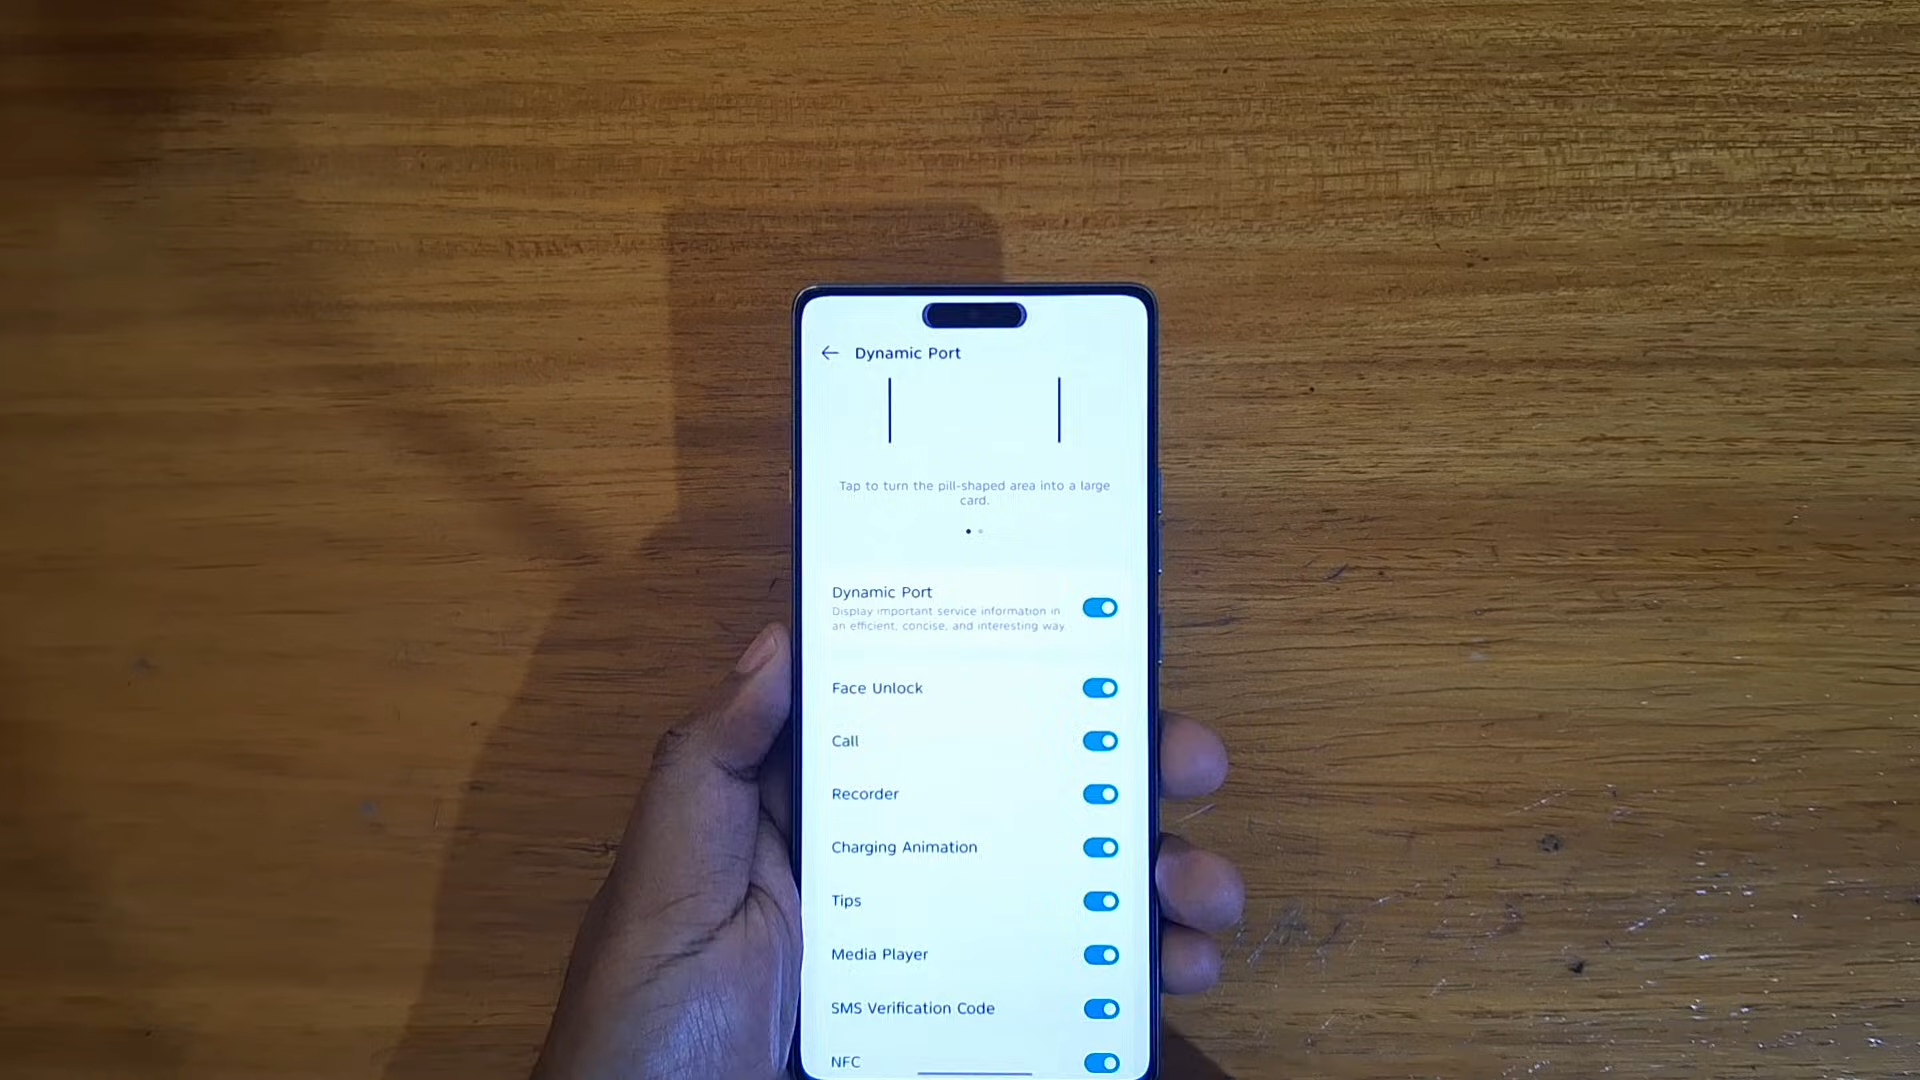 Dynamic Port
Tap to turn the pill-shaped area into a large
card.
Dynamic Port
Display important service information in
an efficient, concise, and interesting way
Face Unlock
Call
Recorder
Charging Animation
Tips
Media Player
SMS Verification Code
NFC